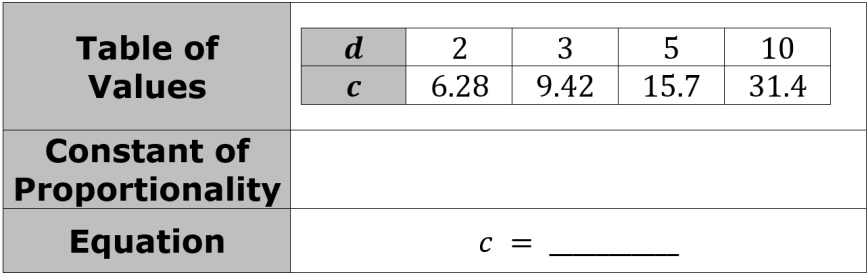 Table of
Values
d 2 3 5 10
c 6.28 9.42 15.7 31.4
Constant of
Proportionality
Equation
c = ________